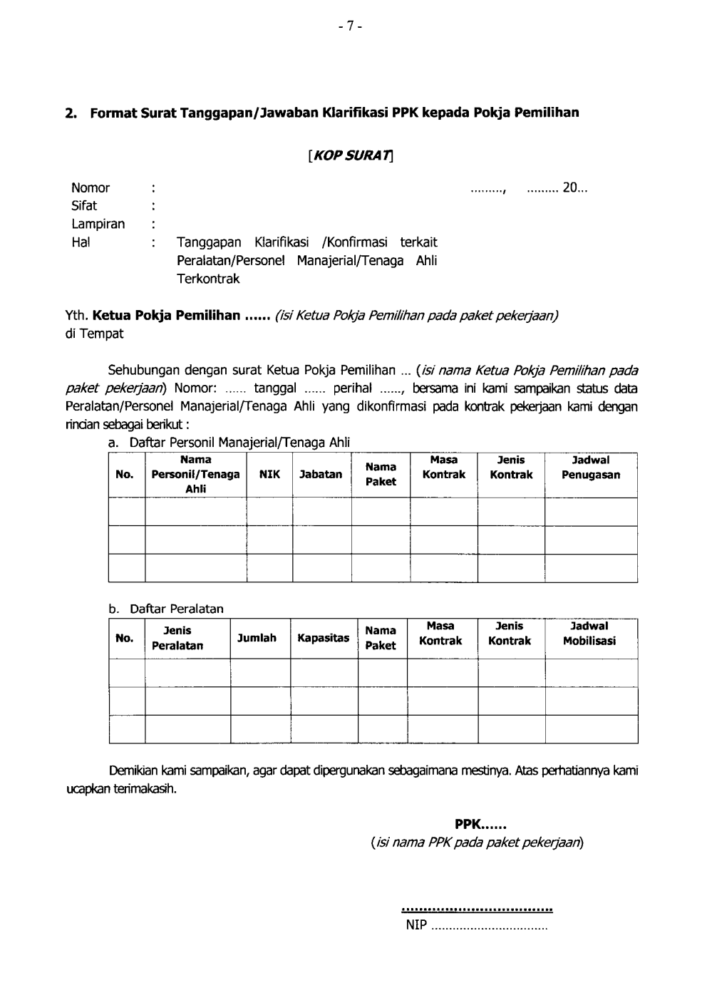 - 7 -
2. Format Surat Tanggapan/Jawaban Klarifikasi PPK kepada Pokja Pemilihan
[KOP SURAT]
Nomor : ........., ......... 20...
Sifat :
Lampiran :
Hal : Tanggapan Klarifikasi /Konfirmasi terkait
Peralatan/Personel Manajerial/Tenaga Ahli
Terkontrak
Yth. Ketua Pokja Pemilihan ...... (isi Ketua Pokja Pemilihan pada paket pekerjaan)
di Tempat
Sehubungan dengan surat Ketua Pokja Pemilihan ... (isi nama Ketua Pokja Pemilihan pada
paket pekerjaan) Nomor: ...... tanggal ...... perihal ......, bersama ini kami sampaikan status data
Peralatan/Personel Manajerial/Tenaga Ahli yang dikonfirmasi pada kontrak pekerjaan kami dengan
rincian sebagai berikut :
a. Daftar Personil Manajerial/Tenaga Ahli
No. Nama Personil/Tenaga Ahli NIK Jabatan Nama Paket Masa Kontrak Jenis Kontrak Jadwal Penugasan
b. Daftar Peralatan
No. Jenis Peralatan Jumlah Kapasitas Nama Paket Masa Kontrak Jenis Kontrak Jadwal Mobilisasi
Demikian kami sampaikan, agar dapat dipergunakan sebagaimana mestinya. Atas perhatiannya kami
ucapkan terimakasih.
PPK......
(isi nama PPK pada paket pekerjaan)
...................................
NIP .................................